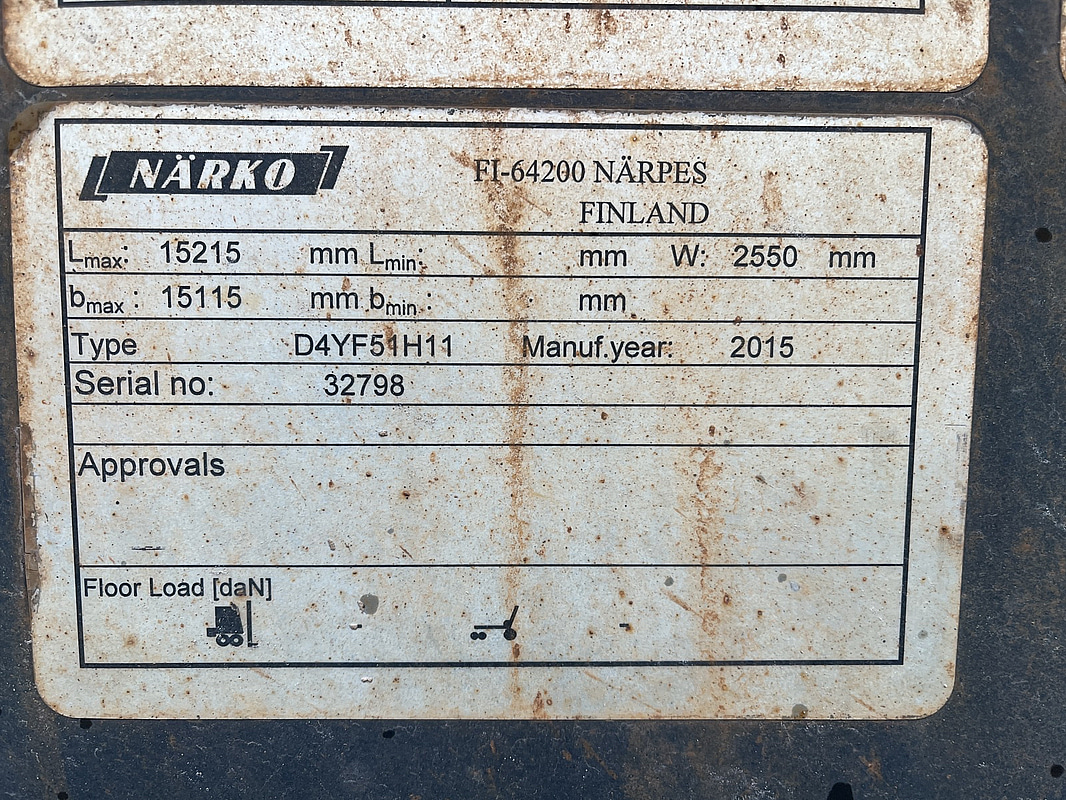 NÄRKO FI-64200 NÄRPES
FINLAND
Lmax: 15215 mm Lmin: mm W: 2550 mm
bmax : 15115 mm bmin : mm
Type D4YF51H11 Manuf.year: 2015
Serial no: 32798
Approvals
Floor Load [daN]
- -